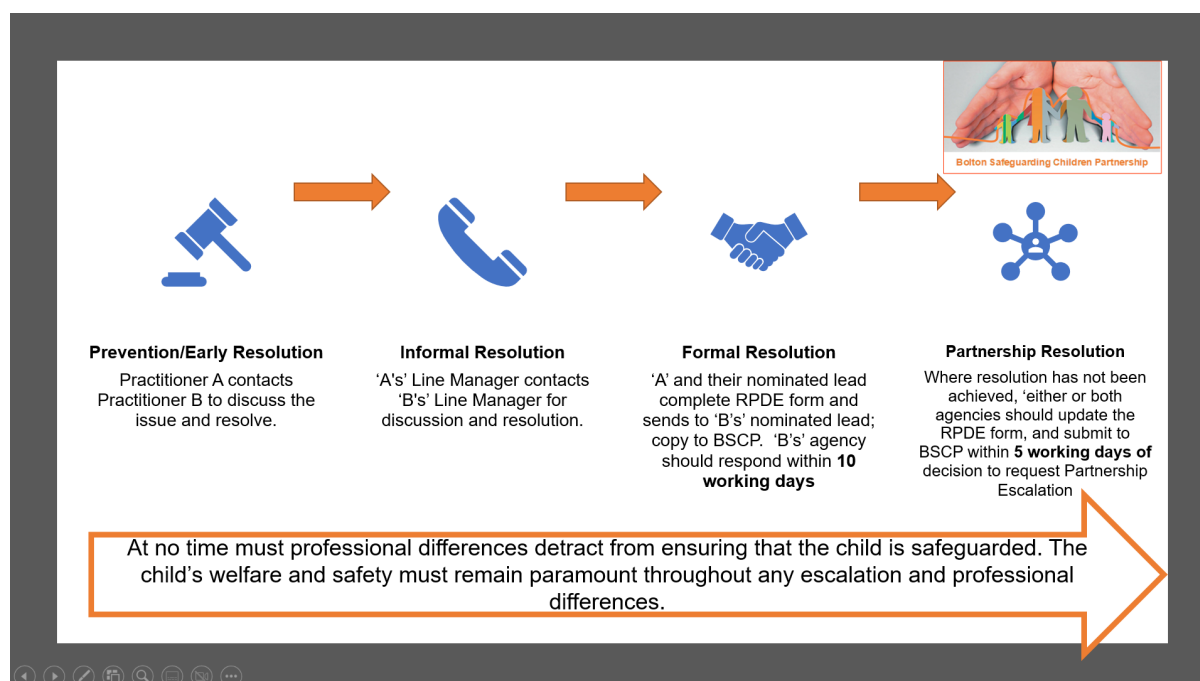 Bolton Safeguarding Children Partnership
Prevention/Early Resolution
Practitioner A contacts
Practitioner B to discuss the
issue and resolve.
Informal Resolution
‘A's’ Line Manager contacts
‘B's’ Line Manager for
discussion and resolution.
Formal Resolution
‘A’ and their nominated lead
complete RPDE form and
sends to ‘B’s’ nominated lead;
copy to BSCP.  ‘B’s’ agency
should respond within 10
working days
Partnership Resolution
Where resolution has not been
achieved, ‘either or both
agencies should update the
RPDE form, and submit to
BSCP within 5 working days of
decision to request Partnership
Escalation
At no time must professional differences detract from ensuring that the child is safeguarded. The
child’s welfare and safety must remain paramount throughout any escalation and professional
differences.